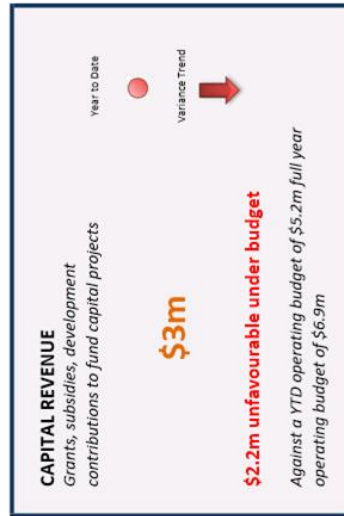 CAPITAL REVENUE
Grants, subsidies, development
contributions to fund capital projects
Year to Date
$3m
Variance Trend
$2.2m unfavourable under budget
Against a YTD operating budget of $5.2m full year
operating budget of $6.9m